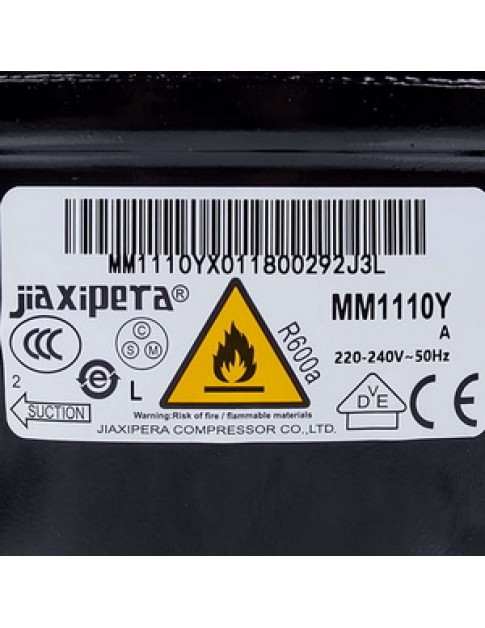 MM1110YX011800292J3L
jiaxipera®
MM1110Y
A
R600a
220-240V~50Hz
CCC
C
S M
e L
2
SUCTION
V
DE
CE
Warning:Risk of fire / flammable materials
JIAXIPERA COMPRESSOR CO.,LTD.